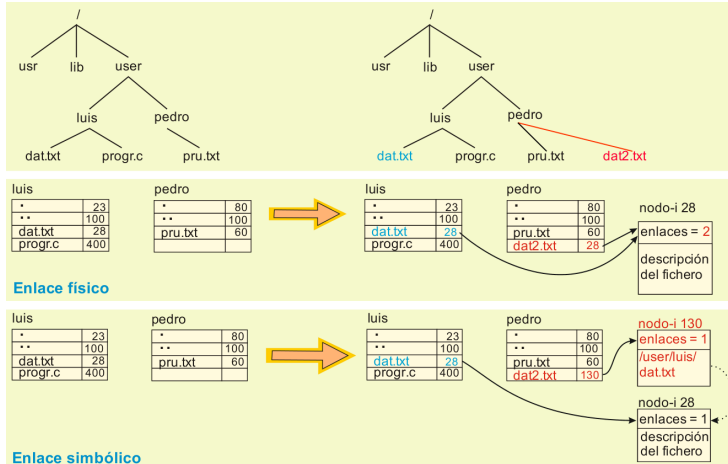 /
usr lib user
luis pedro
dat.txt progr.c pru.txt
/
usr lib user
luis pedro
dat.txt progr.c pru.txt dat2.txt
luis
. 23
.. 100
dat.txt 28
progr.c 400
pedro
. 80
.. 100
pru.txt 60
luis
. 23
.. 100
dat.txt 28
progr.c 400
pedro
. 80
.. 100
pru.txt 60
dat2.txt 28
nodo-i 28
enlaces = 2
descripción
del fichero
Enlace físico
luis
. 23
.. 100
dat.txt 28
progr.c 400
pedro
. 80
.. 100
pru.txt 60
luis
. 23
.. 100
dat.txt 28
progr.c 400
pedro
. 80
.. 100
pru.txt 60
dat2.txt 130
nodo-i 130
enlaces = 1
/user/luis/
dat.txt
nodo-i 28
enlaces = 1
descripción
del fichero
Enlace simbólico